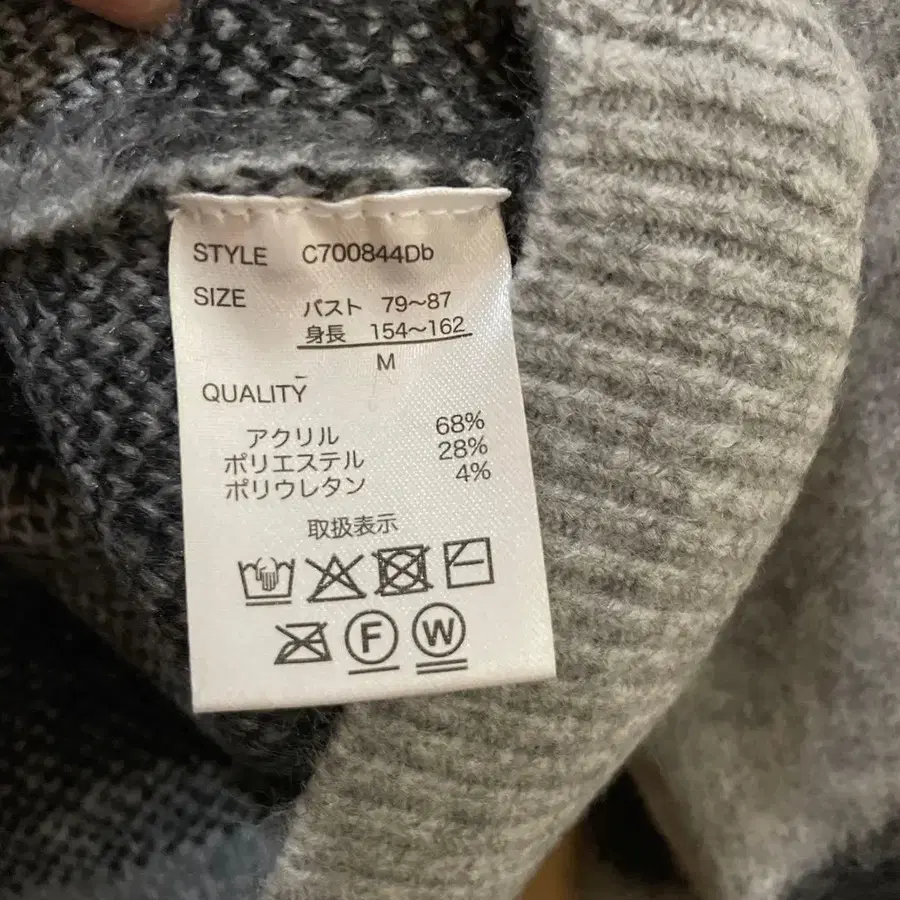 STYLE C700844Db
SIZE バスト 79～87
身長 154～162
M
QUALITY
アクリル 68%
ポリエステル 28%
ポリウレタン 4%
取扱表示
F W